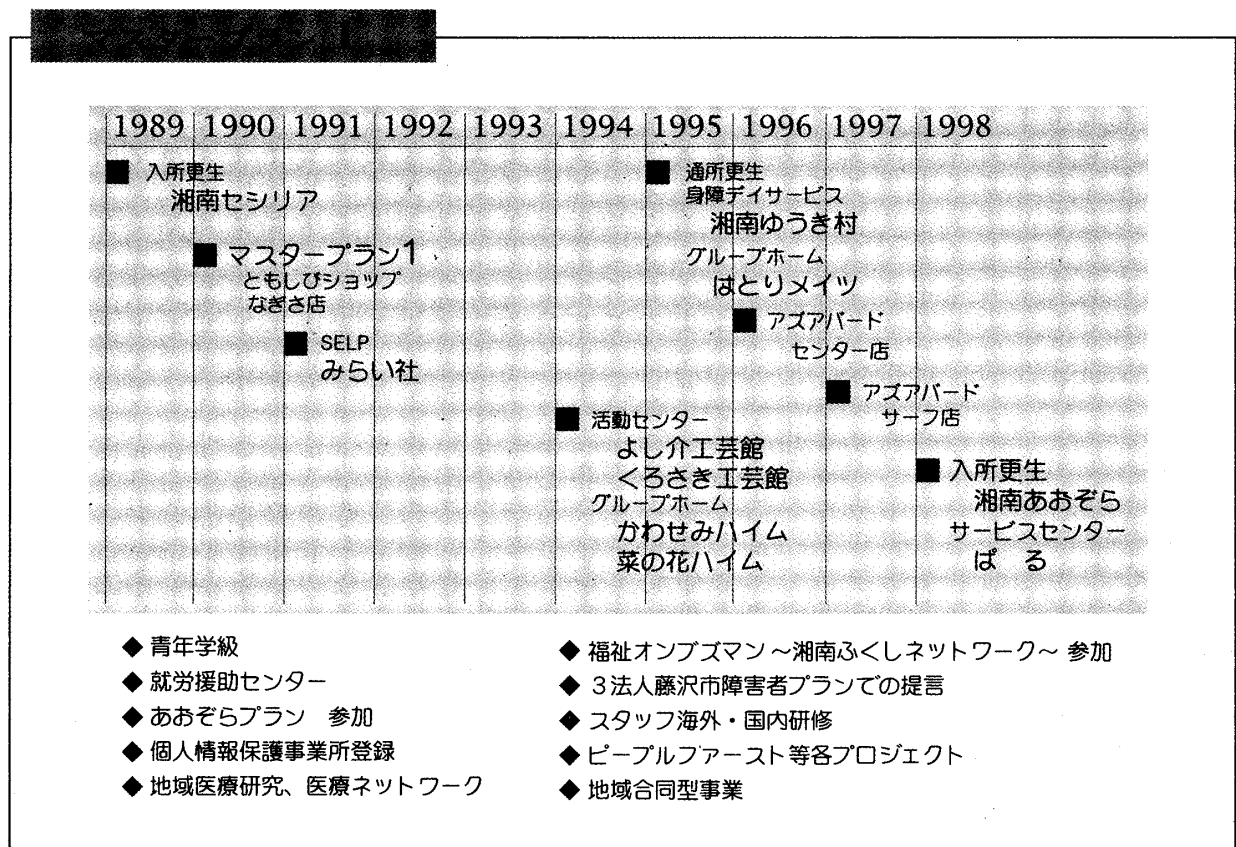 1989 1990 1991 1992 1993 1994 1995 1996 1997 1998
入所更生
湘南セシリア
マスタープラン1
ともしびショップ
なぎさ店
SELP
みらい社
活動センター
よし介工芸館
くろさき工芸館
グループホーム
かわせみハイム
菜の花ハイム
通所更生
身障デイサービス
湘南ゆうき村
グループホーム
はとりメイツ
アズアバード
センター店
アズアバード
サーフ店
入所更生
湘南あおぞら
サービスセンター
ぱ る
◆ 青年学級
◆ 就労援助センター
◆ あおぞらプラン 参加
◆ 個人情報保護事業所登録
◆ 地域医療研究、医療ネットワーク
◆ 福祉オンブズマン~湘南ふくしネットワーク~ 参加
◆ 3法人藤沢市障害者プランでの提言
◆ スタッフ海外・国内研修
◆ ピープルファースト等各プロジェクト
◆ 地域合同型事業